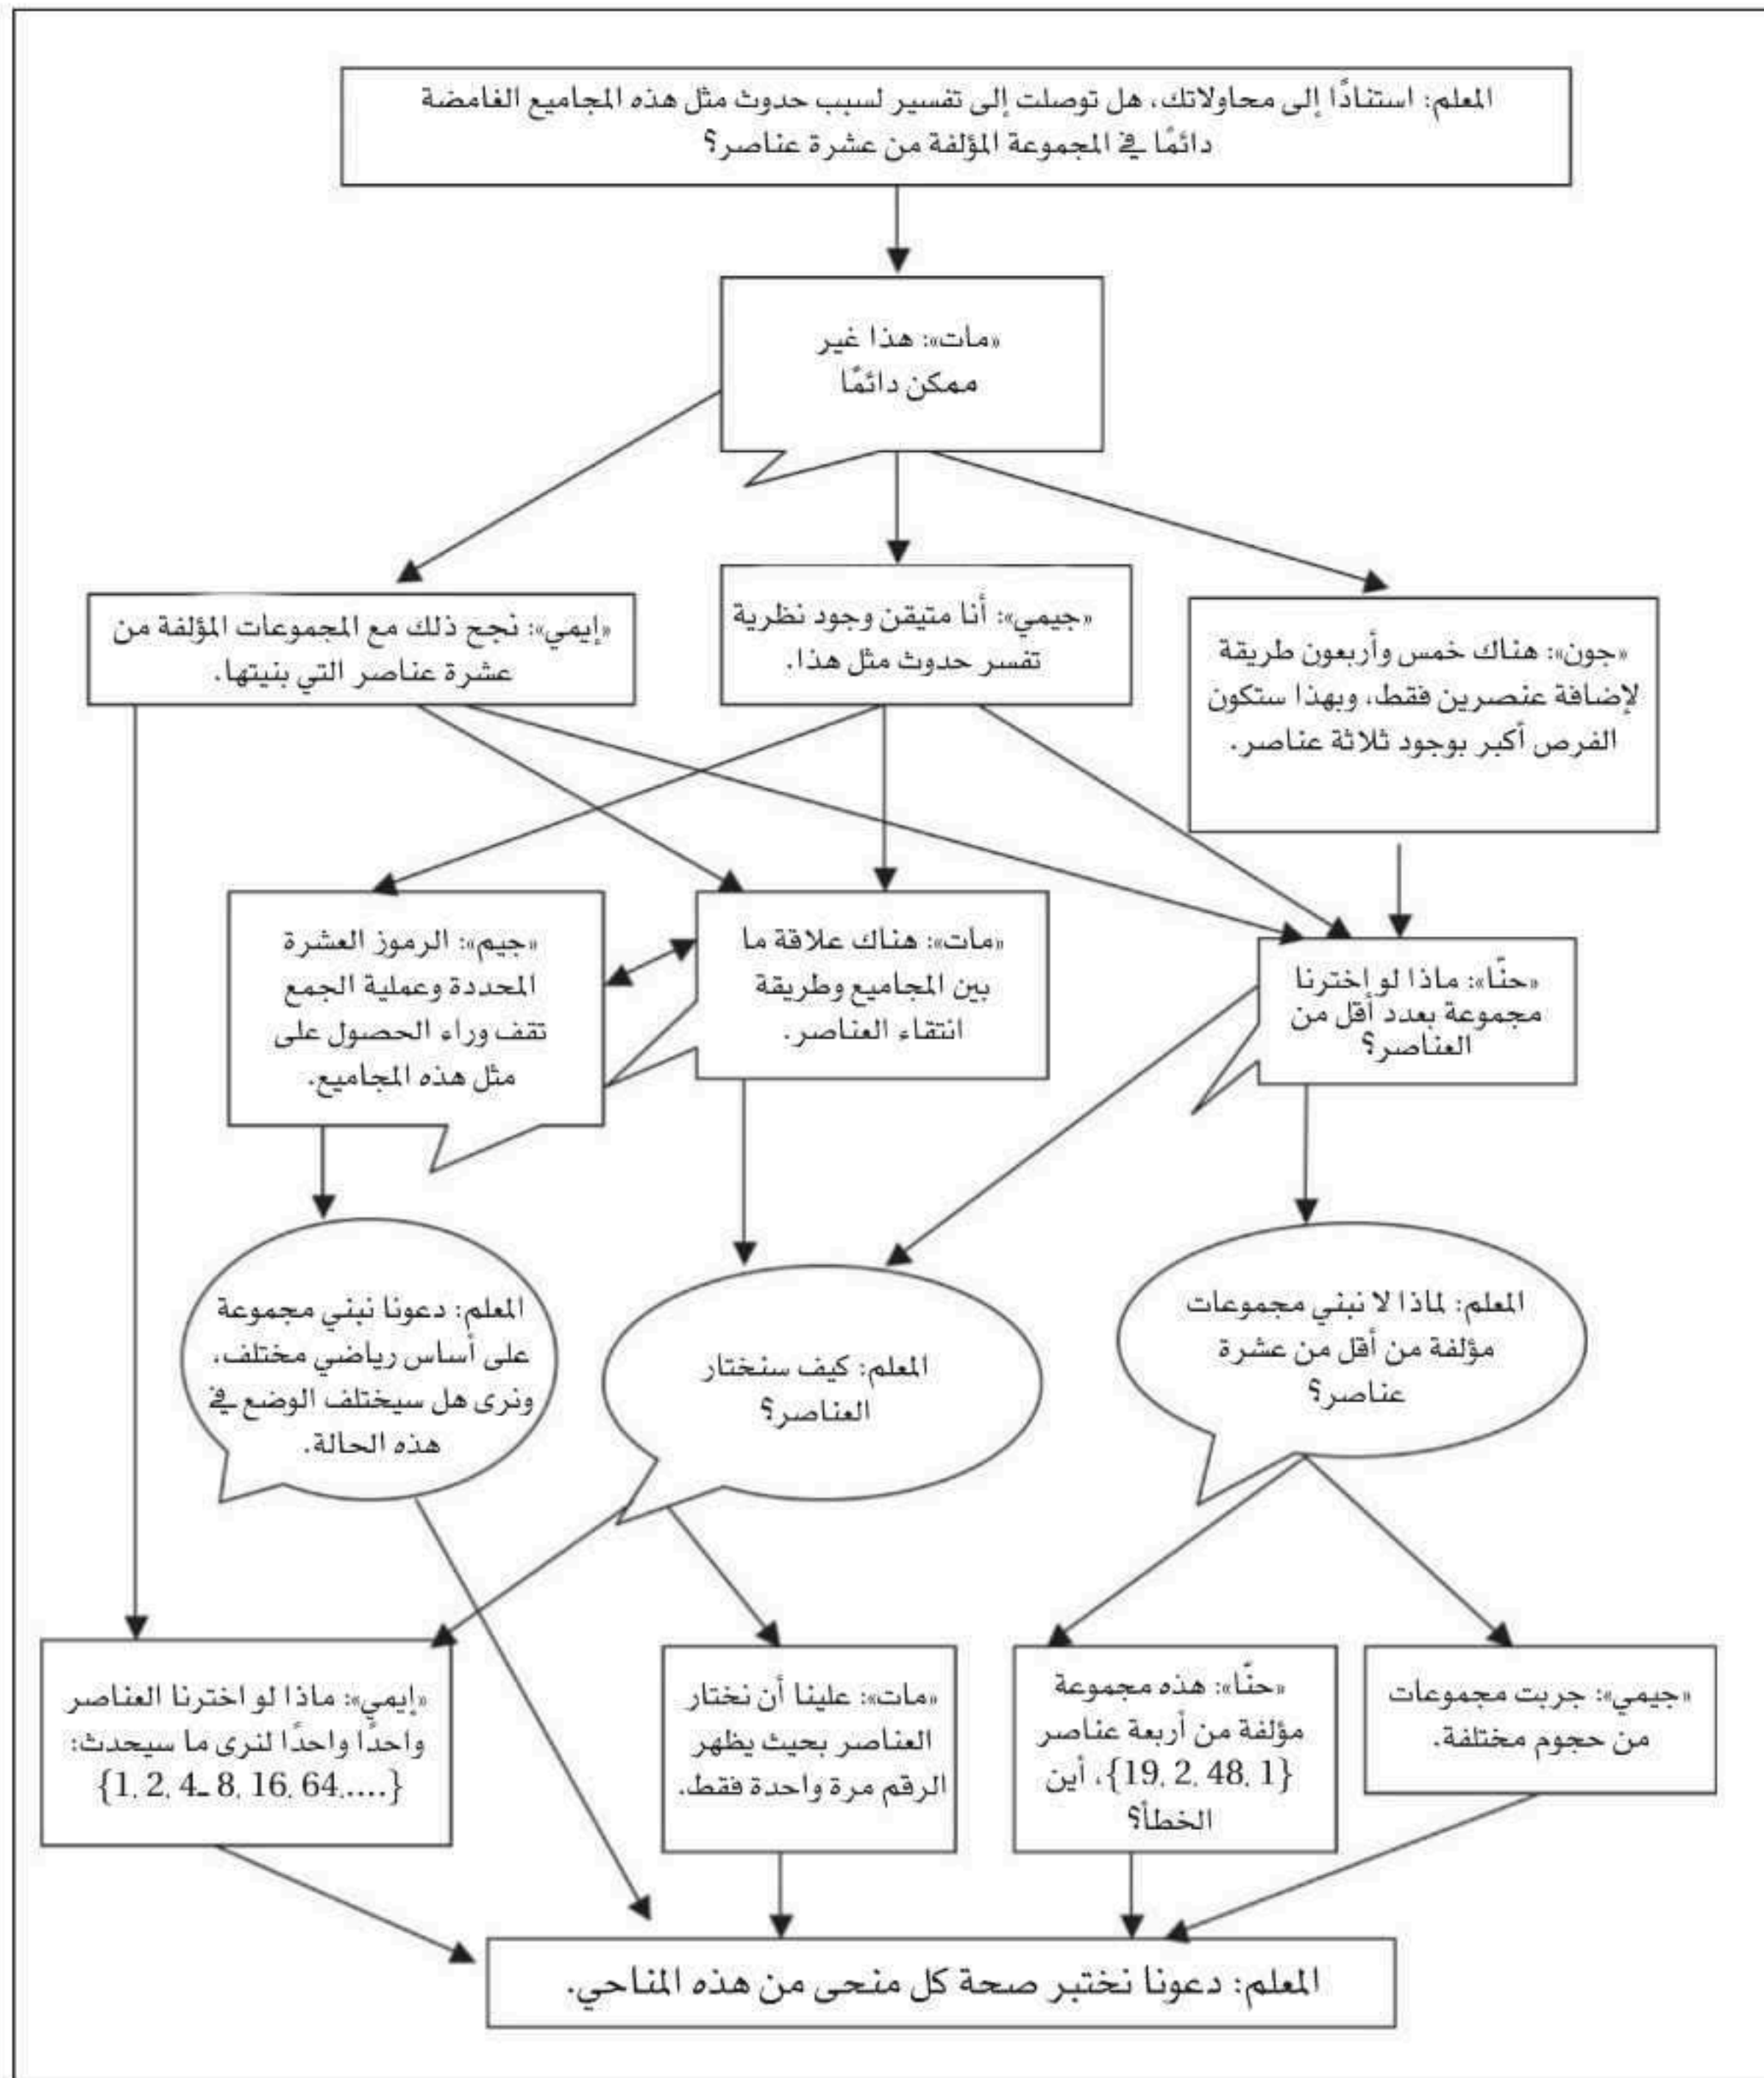 المعلم: استنادًا إلى محاولاتك، هل توصلت إلى تفسير لسبب حدوث مثل هذه المجاميع الغامضة
دائمًا في المجموعة المؤلفة من عشرة عناصر؟
«مات»: هذا غير
ممكن دائمًا
«جون»: هناك خمس وأربعون طريقة
لإضافة عنصرين فقط، وبهذا ستكون
الفرص أكبر بوجود ثلاثة عناصر.
«جيمي»: أنا متيقن وجود نظرية
تفسر حدوث مثل هذا.
«إيمي»: نجح ذلك مع المجموعات المؤلفة من
عشرة عناصر التي بنيتها.
«حنّا»: ماذا لو اخترنا
مجموعة بعدد أقل من
العناصر؟
«مات»: هناك علاقة ما
بين المجاميع وطريقة
انتقاء العناصر.
«جيم»: الرموز العشرة
المحددة وعملية الجمع
تقف وراء الحصول على
مثل هذه المجاميع.
المعلم: لماذا لا نبني مجموعات
مؤلفة من أقل من عشرة
عناصر؟
المعلم: كيف سنختار
العناصر؟
المعلم: دعونا نبني مجموعة
على أساس رياضي مختلف،
ونرى هل سيختلف الوضع في
هذه الحالة.
«جيمي»: جربت مجموعات
من حجوم مختلفة.
«حنّا»: هذه مجموعة
مؤلفة من أربعة عناصر
{19, 2, 48, 1}، أين
الخطأ؟
«مات»: علينا أن نختار
العناصر بحيث يظهر
الرقم مرة واحدة فقط.
«إيمي»: ماذا لو اخترنا العناصر
واحدًا واحدًا لنرى ما سيحدث:
{1, 2, 4ـ 8, 16, 64,....}
المعلم: دعونا نختبر صحة كل منحى من هذه المناحي.